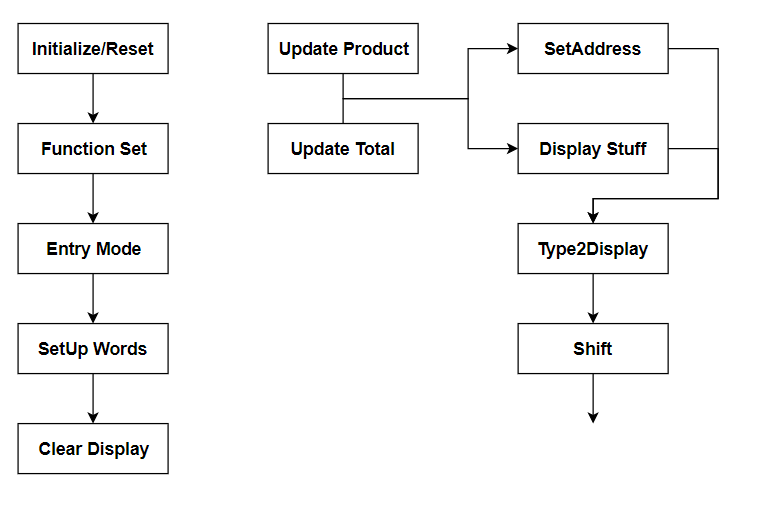 Initialize/Reset
Function Set
Entry Mode
SetUp Words
Clear Display
Update Product
Update Total
SetAddress
Display Stuff
Type2Display
Shift